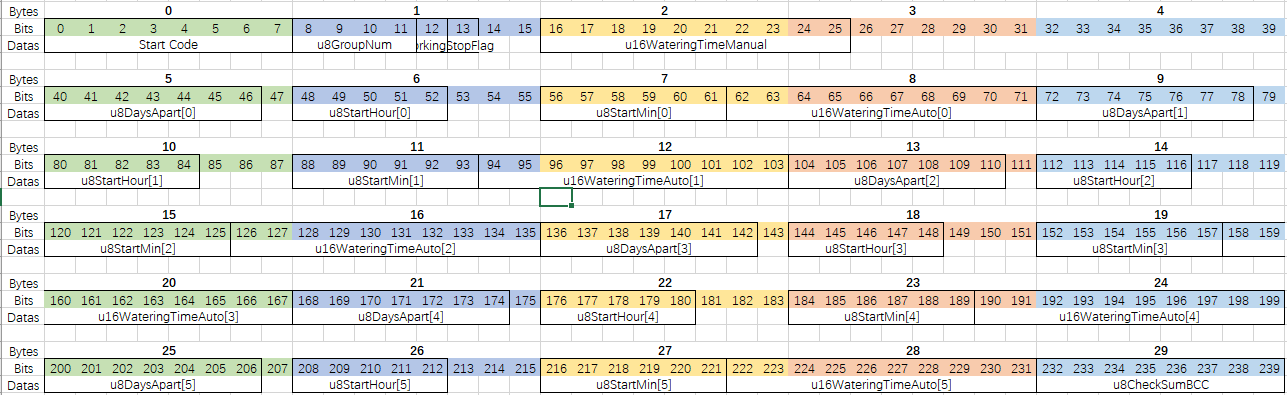 Bytes 0 1 2 3 4
Bits 0 1 2 3 4 5 6 7 8 9 10 11 12 13 14 15 16 17 18 19 20 21 22 23 24 25 26 27 28 29 30 31 32 33 34 35 36 37 38 39
Datas Start Code u8GroupNum orkingStopFlag u16WateringTimeManual
Bytes 5 6 7 8 9
Bits 40 41 42 43 44 45 46 47 48 49 50 51 52 53 54 55 56 57 58 59 60 61 62 63 64 65 66 67 68 69 70 71 72 73 74 75 76 77 78 79
Datas u8DaysApart[0] u8StartHour[0] u8StartMin[0] u16WateringTimeAuto[0] u8DaysApart[1]
Bytes 10 11 12 13 14
Bits 80 81 82 83 84 85 86 87 88 89 90 91 92 93 94 95 96 97 98 99 100 101 102 103 104 105 106 107 108 109 110 111 112 113 114 115 116 117 118 119
Datas u8StartHour[1] u8StartMin[1] u16WateringTimeAuto[1] u8DaysApart[2] u8StartHour[2]
Bytes 15 16 17 18 19
Bits 120 121 122 123 124 125 126 127 128 129 130 131 132 133 134 135 136 137 138 139 140 141 142 143 144 145 146 147 148 149 150 151 152 153 154 155 156 157 158 159
Datas u8StartMin[2] u16WateringTimeAuto[2] u8DaysApart[3] u8StartHour[3] u8StartMin[3]
Bytes 20 21 22 23 24
Bits 160 161 162 163 164 165 166 167 168 169 170 171 172 173 174 175 176 177 178 179 180 181 182 183 184 185 186 187 188 189 190 191 192 193 194 195 196 197 198 199
Datas u16WateringTimeAuto[3] u8DaysApart[4] u8StartHour[4] u8StartMin[4] u16WateringTimeAuto[4]
Bytes 25 26 27 28 29
Bits 200 201 202 203 204 205 206 207 208 209 210 211 212 213 214 215 216 217 218 219 220 221 222 223 224 225 226 227 228 229 230 231 232 233 234 235 236 237 238 239
Datas u8DaysApart[5] u8StartHour[5] u8StartMin[5] u16WateringTimeAuto[5] u8CheckSumBCC